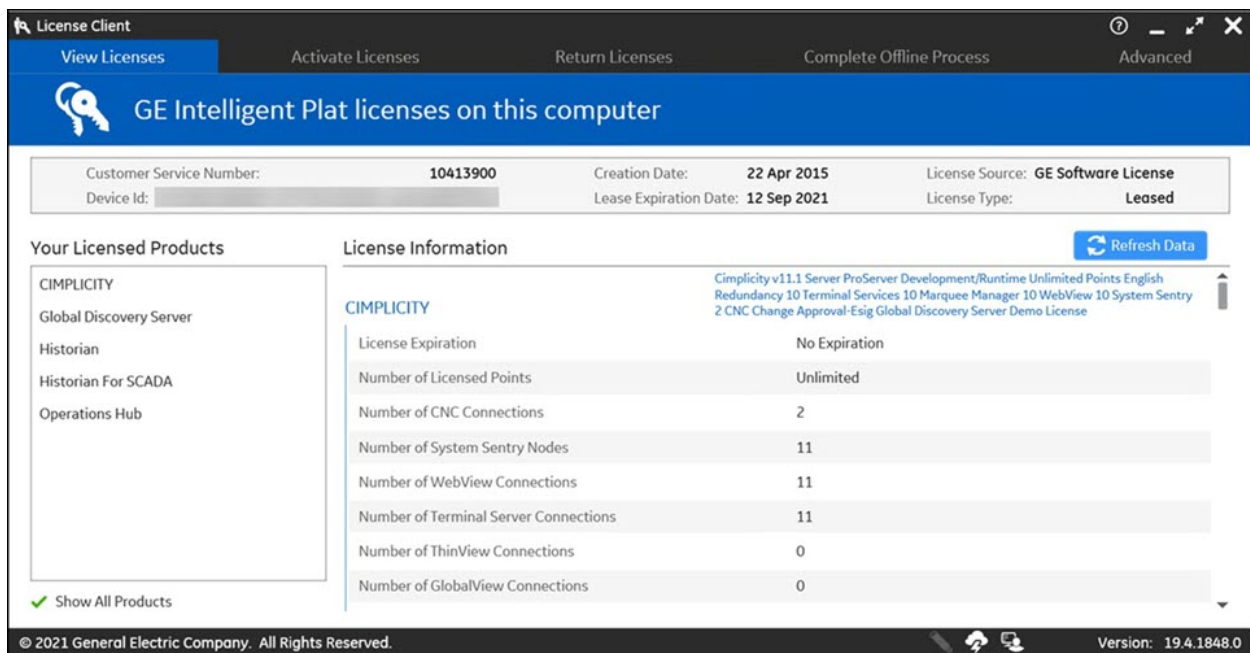 License Client
View Licenses Activate Licenses Return Licenses Complete Offline Process Advanced
GE Intelligent Plat licenses on this computer
Customer Service Number: 10413900 Creation Date: 22 Apr 2015 License Source: GE Software License
Device Id: Lease Expiration Date: 12 Sep 2021 License Type: Leased
Your Licensed Products
CIMPLICITY
Global Discovery Server
Historian
Historian For SCADA
Operations Hub
Show All Products
License Information
Refresh Data
CIMPLICITY
Cimplicity v11.1 Server ProServer Development/Runtime Unlimited Points English
Redundancy 10 Terminal Services 10 Marquee Manager 10 WebView 10 System Sentry
2 CNC Change Approval-Esig Global Discovery Server Demo License
License Expiration No Expiration
Number of Licensed Points Unlimited
Number of CNC Connections 2
Number of System Sentry Nodes 11
Number of WebView Connections 11
Number of Terminal Server Connections 11
Number of ThinView Connections 0
Number of GlobalView Connections 0
© 2021 General Electric Company. All Rights Reserved.
Version: 19.4.1848.0